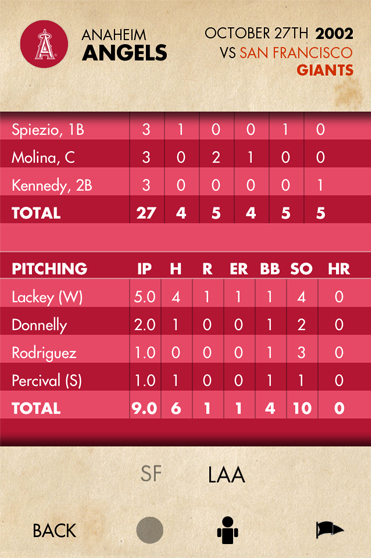 ANAHEIM
ANGELS
OCTOBER 27TH 2002
VS SAN FRANCISCO
GIANTS
Spiezio, 1B 3 1 0 0 1 0
Molina, C 3 0 2 1 0 0
Kennedy, 2B 3 0 0 0 0 1
TOTAL 27 4 5 4 5 5
PITCHING IP H R ER BB SO HR
Lackey (W) 5.0 4 1 1 1 4 0
Donnelly 2.0 1 0 0 1 2 0
Rodriguez 1.0 0 0 0 1 3 0
Percival (S) 1.0 1 0 0 1 1 0
TOTAL 9.0 6 1 1 4 10 0
SF LAA
BACK